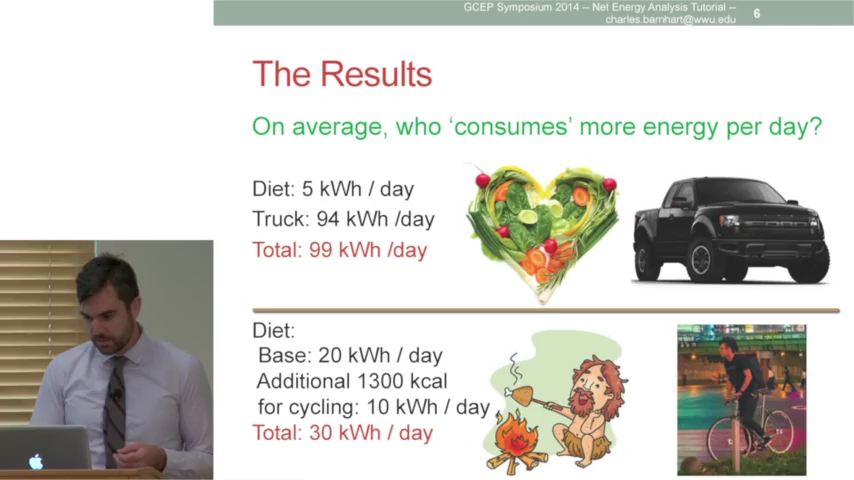 GCEP Symposium 2014 – Net Energy Analysis Tutorial –
charles.barnhart@wwu.edu
6
The Results
On average, who ‘consumes’ more energy per day?
Diet: 5 kWh / day
Truck: 94 kWh /day
Total: 99 kWh /day
Diet:
Base: 20 kWh / day
Additional 1300 kcal
for cycling: 10 kWh / day
Total: 30 kWh / day